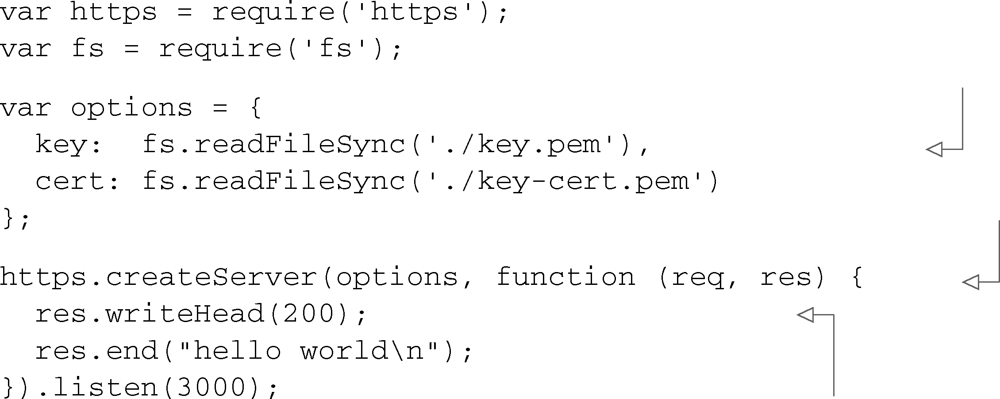 var https = require('https');
var fs = require('fs');
var options = {
  key:  fs.readFileSync('./key.pem'),
  cert: fs.readFileSync('./key-cert.pem')
};
https.createServer(options, function (req, res) {
  res.writeHead(200);
  res.end("hello world\n");
}).listen(3000);